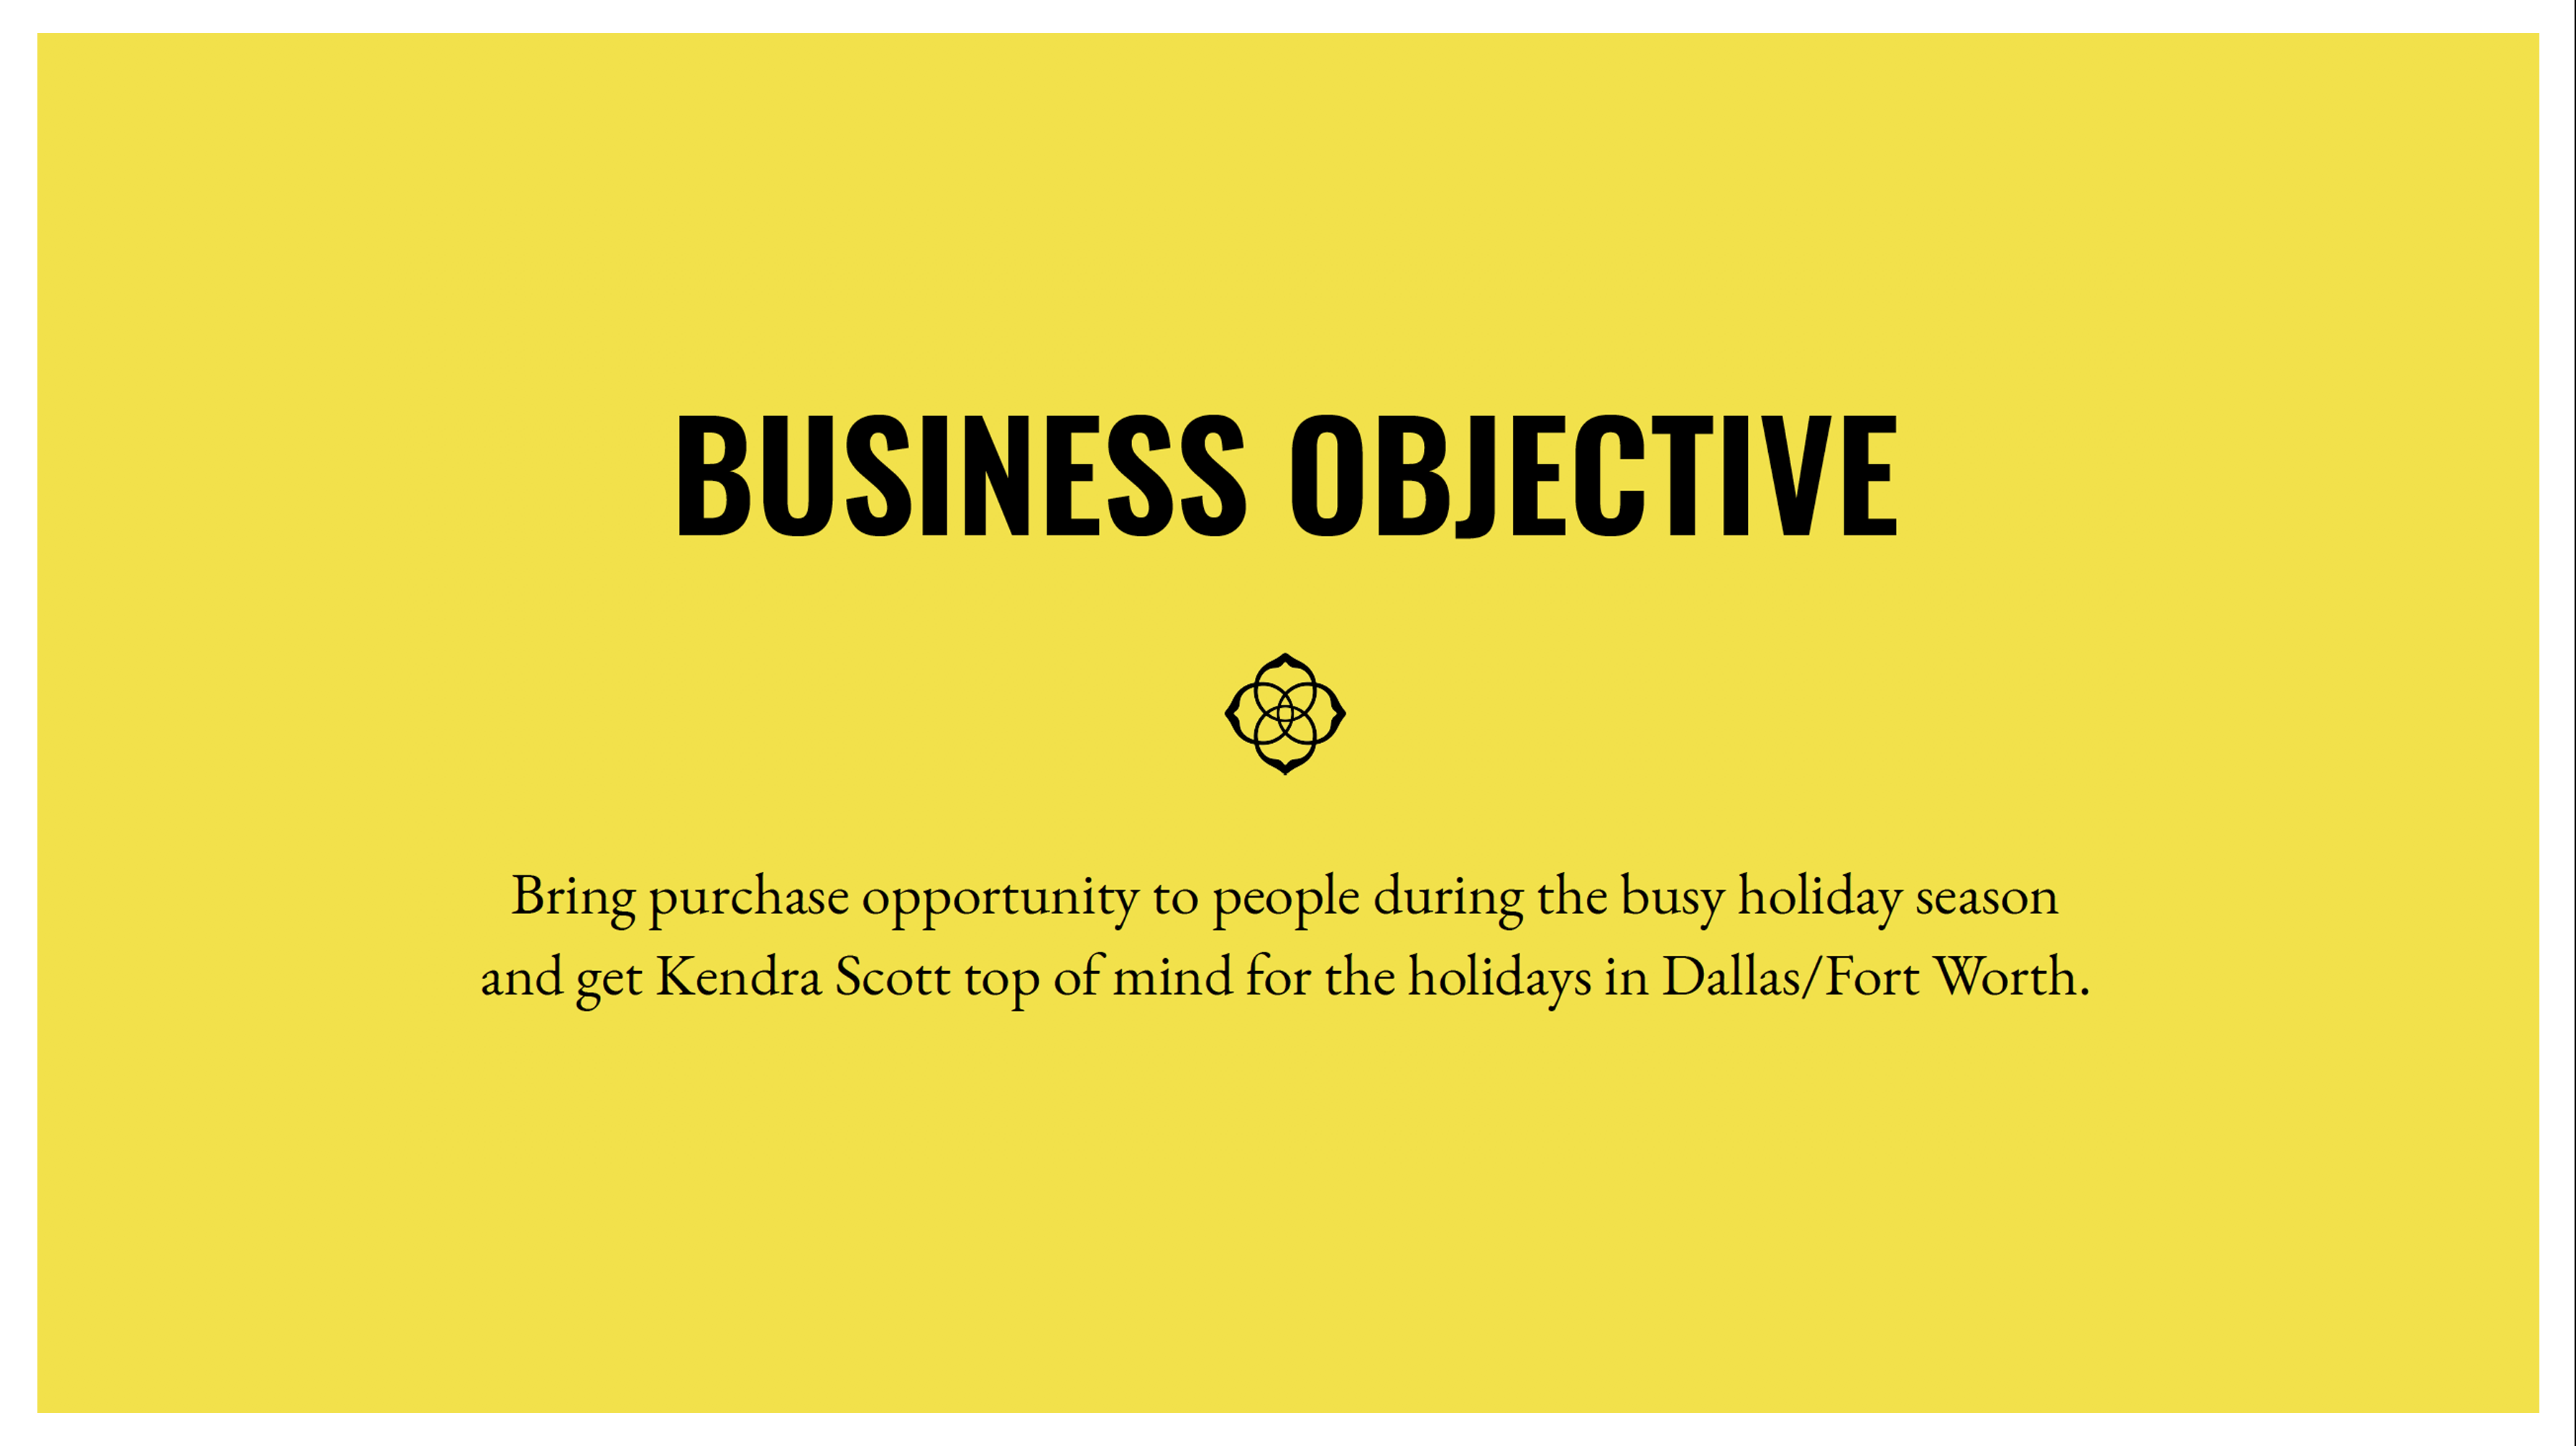 BUSINESS OBJECTIVE
Bring purchase opportunity to people during the busy holiday season
and get Kendra Scott top of mind for the holidays in Dallas/Fort Worth.